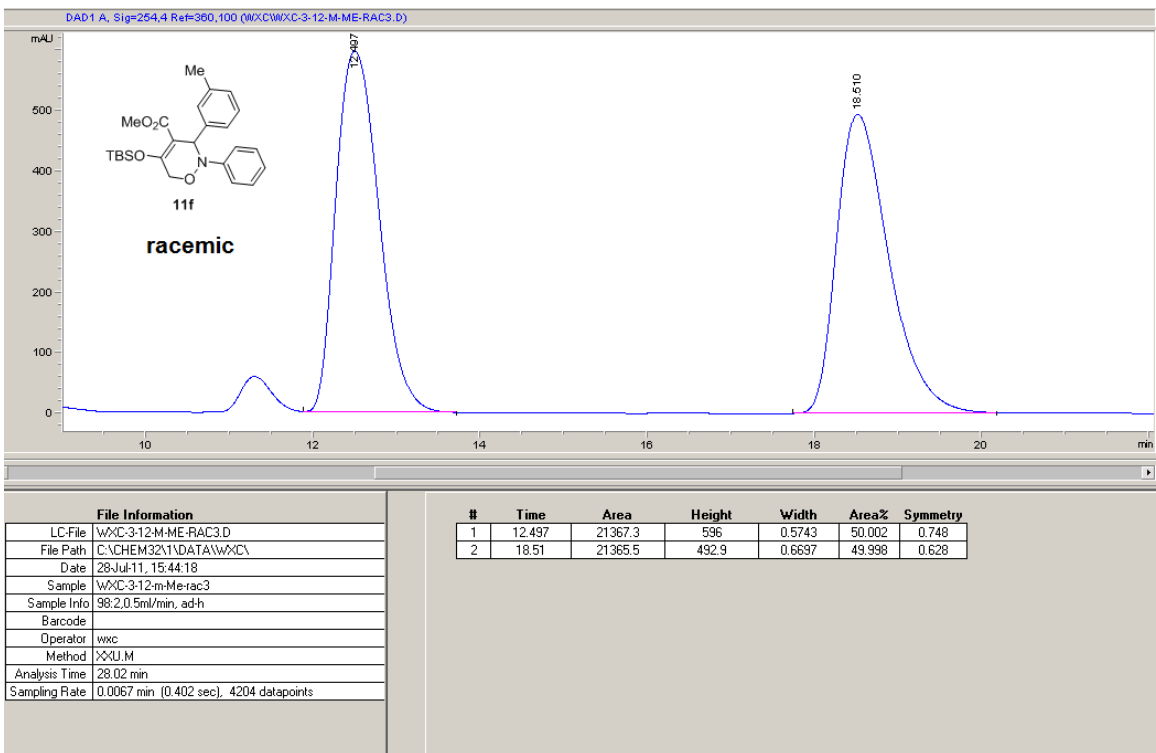 DAD1 A, Sig=254,4 Ref=360,100 (WXC\WXC-3-12-M-ME-RAC3.D)
mAU
12.497
18.510
500
400
300
200
100
0
Me
MeO2C
TBSO
N
O
11f
racemic
10 12 14 16 18 20 min
File Information
LC-File WXC-3-12-M-ME-RAC3.D
File Path C:\CHEM32\1\DATA\WXC\
Date 28-Jul-11, 15:44:18
Sample WXC-3-12-m-Me-rac3
Sample Info 98:2,0.5ml/min, ad-h
Barcode
Operator wxc
Method XXU.M
Analysis Time 28.02 min
Sampling Rate 0.0067 min (0.402 sec), 4204 datapoints
# Time Area Height Width Area% Symmetry
1 12.497 21367.3 596 0.5743 50.002 0.748
2 18.51 21365.5 492.9 0.6697 49.998 0.628